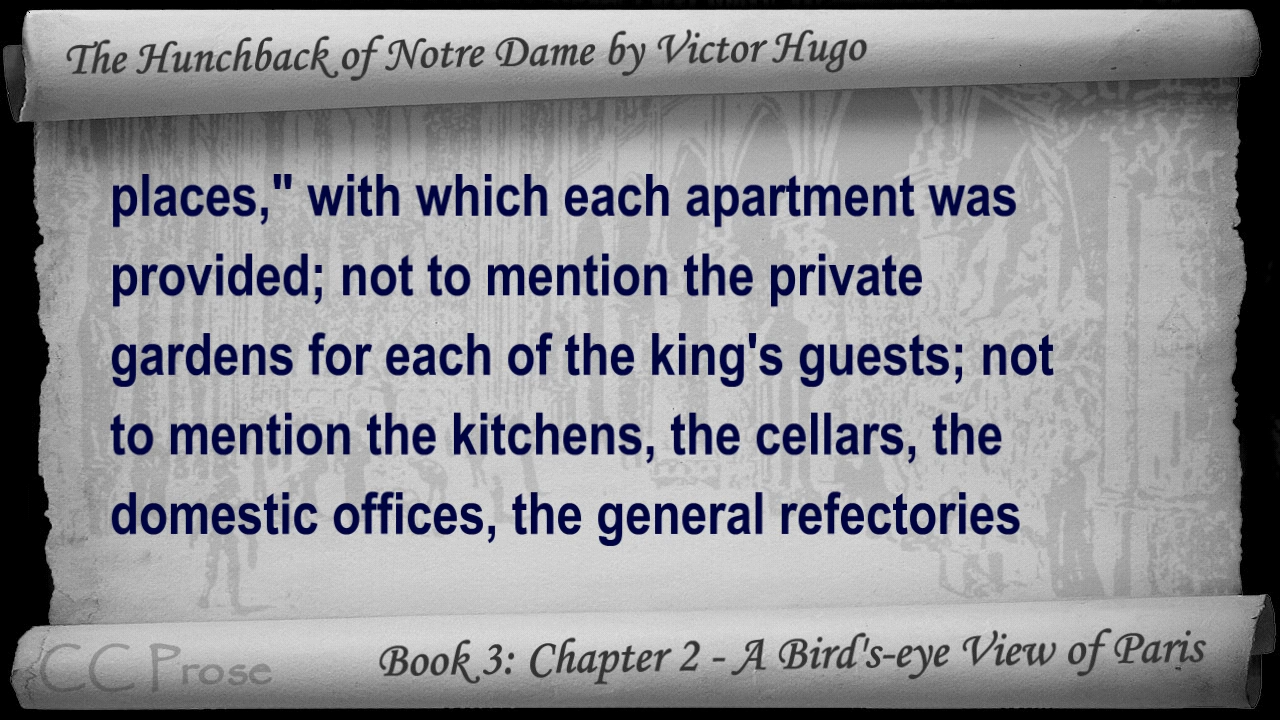 The Hunchback of Notre Dame by Victor Hugo
places," with which each apartment was
provided; not to mention the private
gardens for each of the king's guests; not
to mention the kitchens, the cellars, the
domestic offices, the general refectories
CC Prose
Book 3: Chapter 2 - A Bird's-eye View of Paris